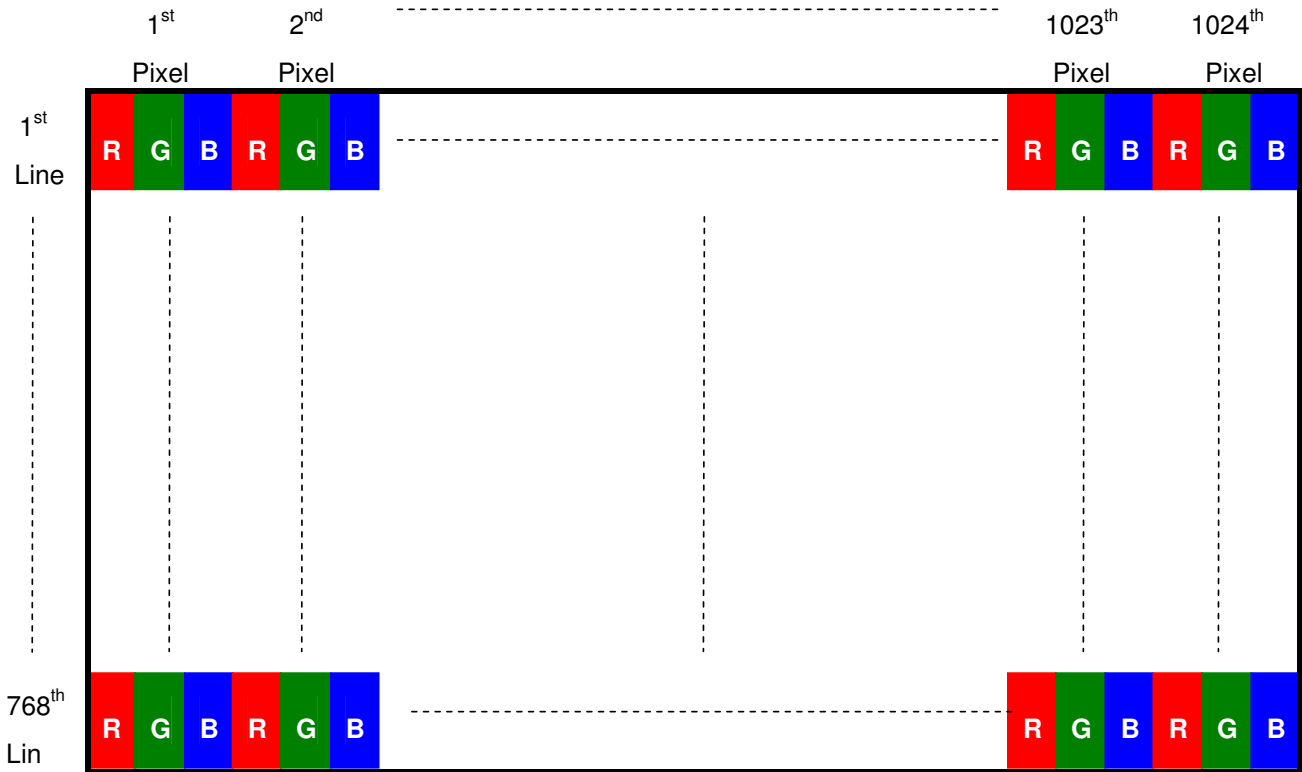 1st 2nd 1023th 1024th
Pixel Pixel Pixel Pixel
1st
R G B R G B R G B R G B
Line
768th
R G B R G B R G B R G B
Lin